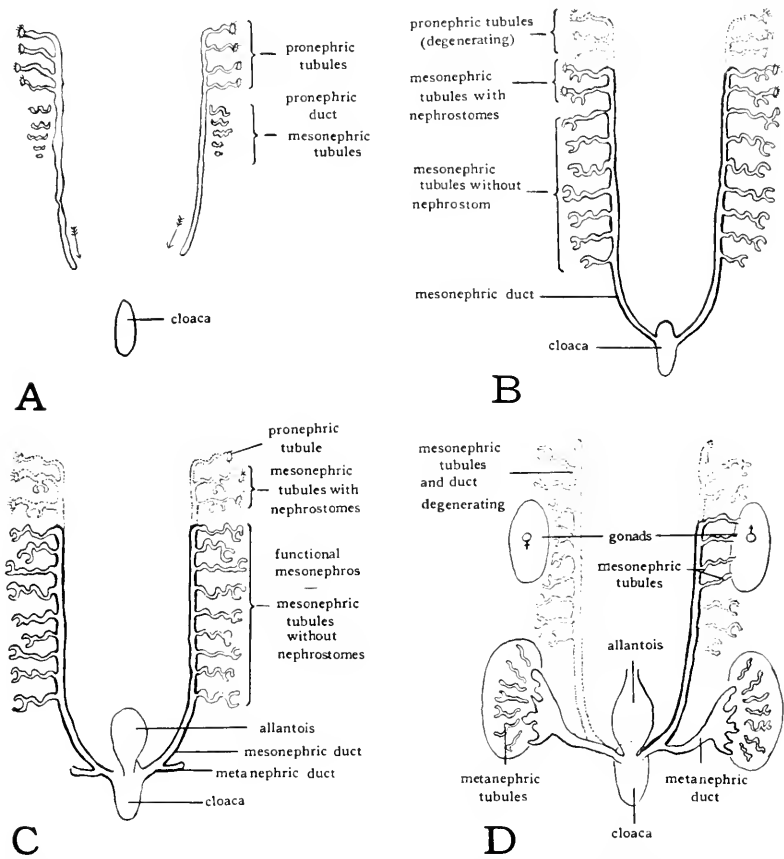 pronephric
tubules
pronephric
duct
mesonephric
tubules
cloaca
A
pronephric tubules
(degenerating)
mesonephric
tubules with
nephrostomes
mesonephric
tubules without
nephrostom
mesonephric duct
cloaca
B
pronephric
tubule
mesonephric
tubules with
nephrostomes
functional
mesonephros
—
mesonephric
tubules
without
nephrostomes
allantois
mesonephric duct
metanephric duct
cloaca
C
mesonephric
tubules
and duct
degenerating
♀
gonads
♂
mesonephric
tubules
allantois
metanephric
tubules
metanephric
duct
cloaca
D